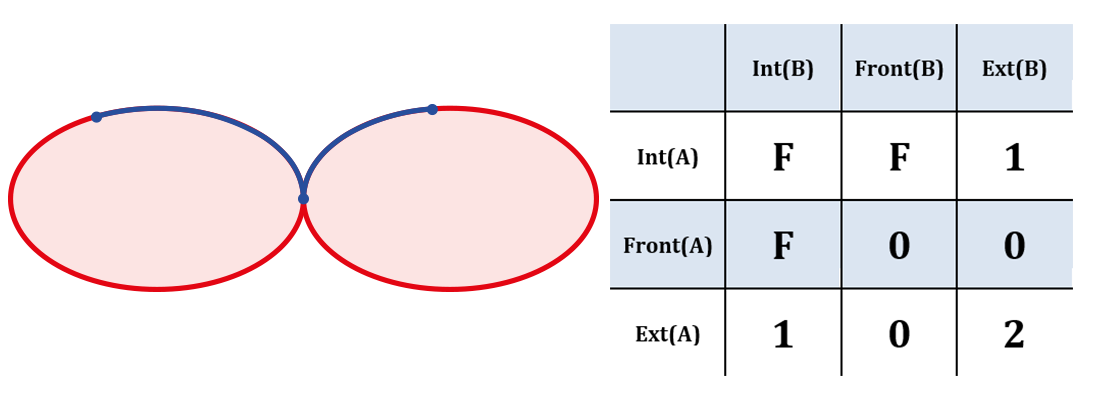 Int(B) Front(B) Ext(B)
Int(A) F F 1
Front(A) F 0 0
Ext(A) 1 0 2